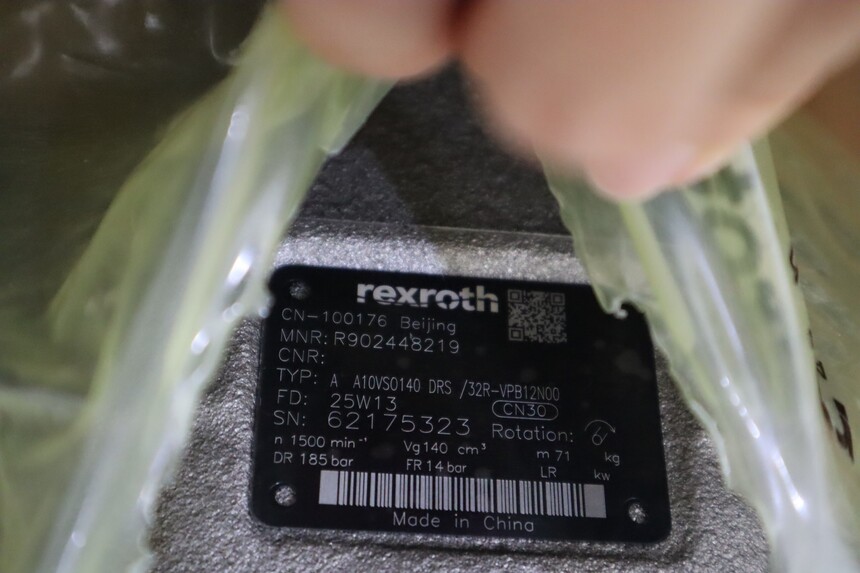 rexroth
CN-100176 Beijing
MNR: R902448219
CNR:
TYP: A A10VSO140 DRS /32R-VPB12N00
FD: 25W13 CN30
SN: 62175323 Rotation:
n 1500 min⁻¹ Vg 140 cm³ m 71 kg
DR 185 bar FR 14 bar LR kw
Made in China